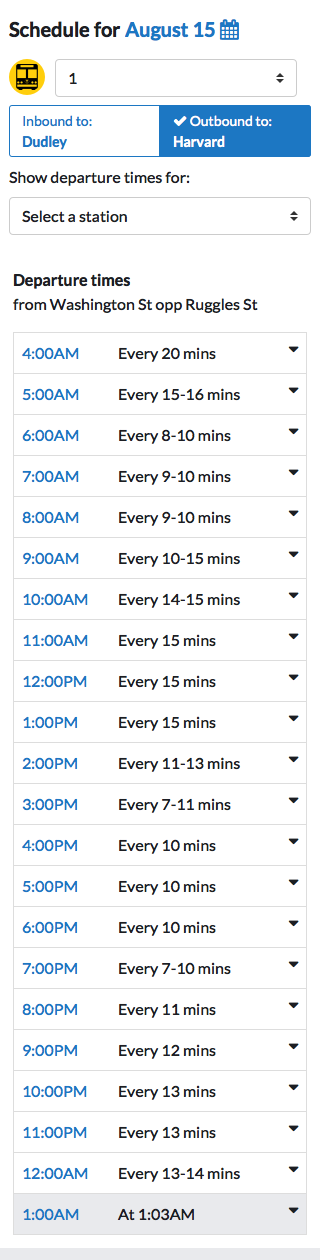 Schedule for August 15
1
Inbound to:
Dudley
Outbound to:
Harvard
Show departure times for:
Select a station
Departure times
from Washington St opp Ruggles St
4:00AM Every 20 mins
5:00AM Every 15-16 mins
6:00AM Every 8-10 mins
7:00AM Every 9-10 mins
8:00AM Every 9-10 mins
9:00AM Every 10-15 mins
10:00AM Every 14-15 mins
11:00AM Every 15 mins
12:00PM Every 15 mins
1:00PM Every 15 mins
2:00PM Every 11-13 mins
3:00PM Every 7-11 mins
4:00PM Every 10 mins
5:00PM Every 10 mins
6:00PM Every 10 mins
7:00PM Every 7-10 mins
8:00PM Every 11 mins
9:00PM Every 12 mins
10:00PM Every 13 mins
11:00PM Every 13 mins
12:00AM Every 13-14 mins
1:00AM At 1:03AM